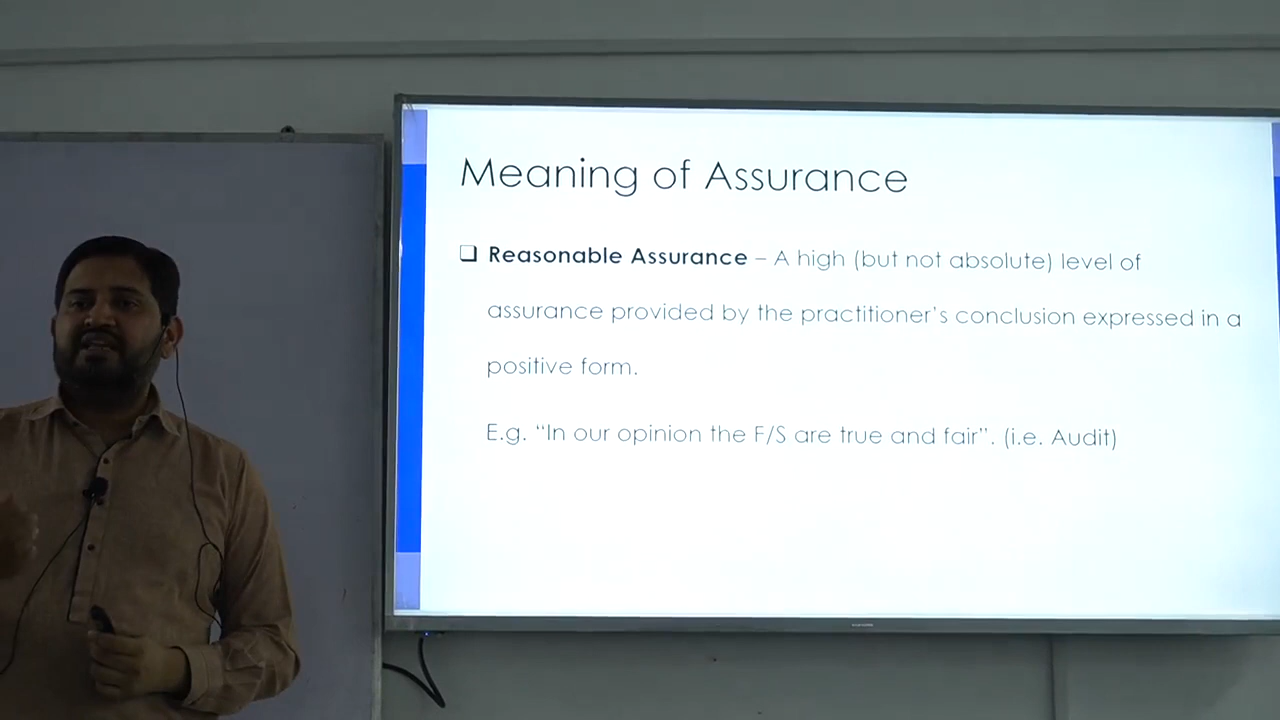 Meaning of Assurance
❑ Reasonable Assurance – A high (but not absolute) level of
assurance provided by the practitioner's conclusion expressed in a
positive form.
E.g. “In our opinion the F/S are true and fair”. (i.e. Audit)